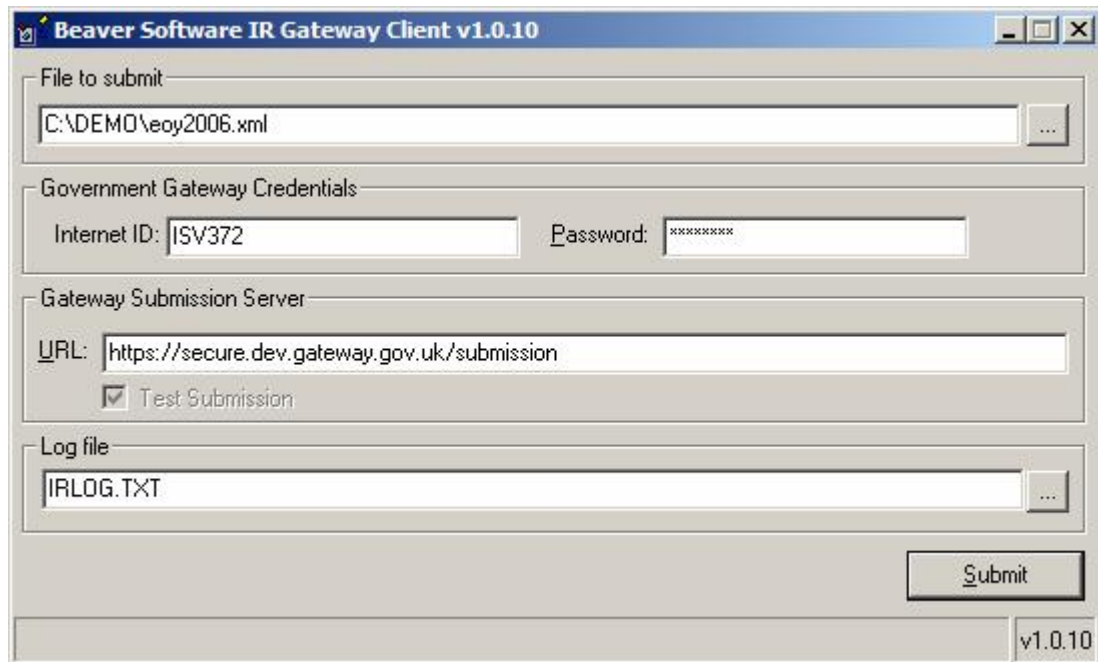 Beaver Software IR Gateway Client v1.0.10
File to submit
C:\DEMO\eoy2006.xml
...
Government Gateway Credentials
Internet ID: ISV372 Password: ********
Gateway Submission Server
URL: https://secure.dev.gateway.gov.uk/submission
Test Submission
Log file
IRLOG.TXT
...
Submit
v1.0.10